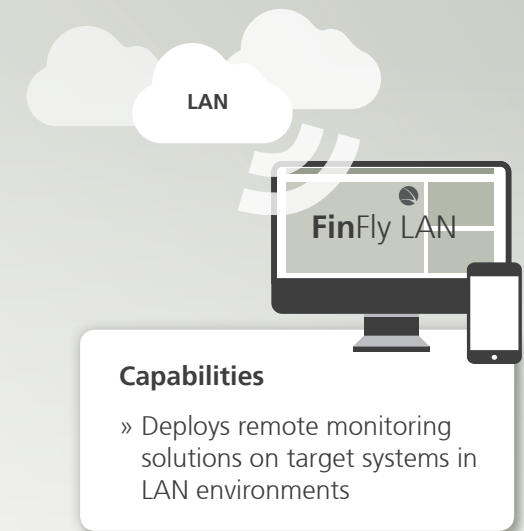 LAN
FinFly LAN
Capabilities
» Deploys remote monitoring
solutions on target systems in
LAN environments